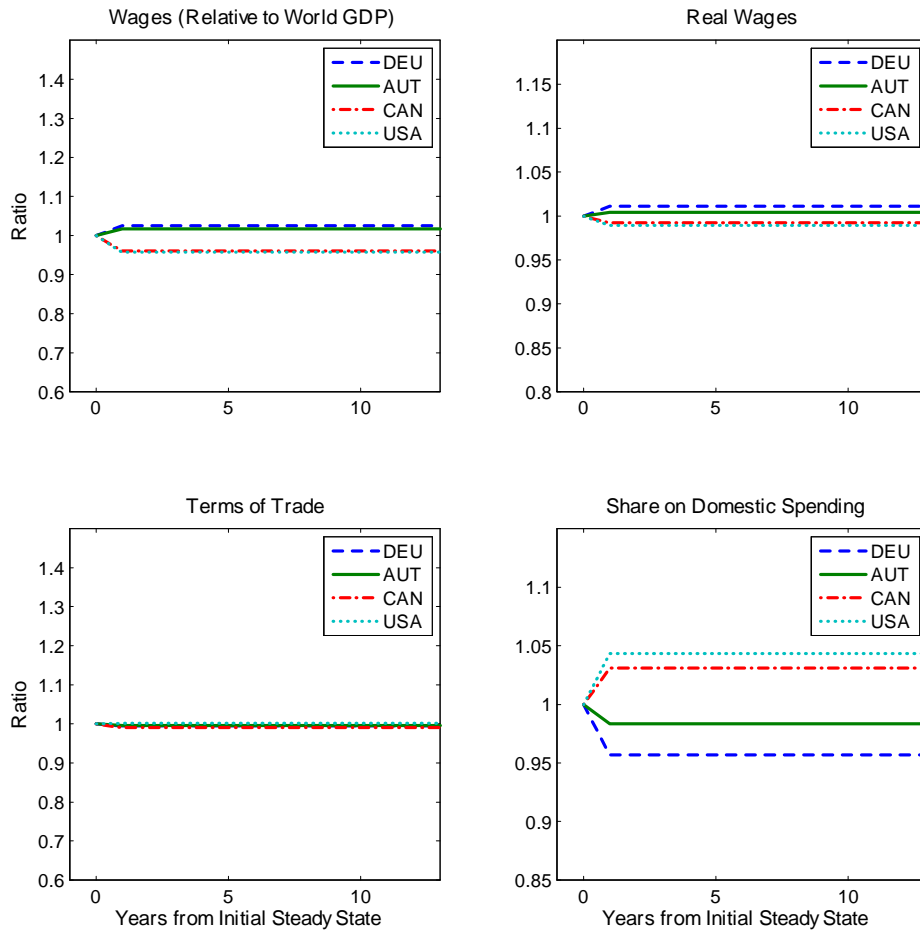 Wages (Relative to World GDP)
Ratio
1.4
1.3
1.2
1.1
1
0.9
0.8
0.7
0.6
0
5
10
DEU
AUT
CAN
USA
Real Wages
1.15
1.1
1.05
1
0.95
0.9
0.85
0.8
0
5
10
DEU
AUT
CAN
USA
Terms of Trade
Ratio
1.4
1.3
1.2
1.1
1
0.9
0.8
0.7
0.6
0
5
10
Years from Initial Steady State
DEU
AUT
CAN
USA
Share on Domestic Spending
1.1
1.05
1
0.95
0.9
0.85
0
5
10
Years from Initial Steady State
DEU
AUT
CAN
USA